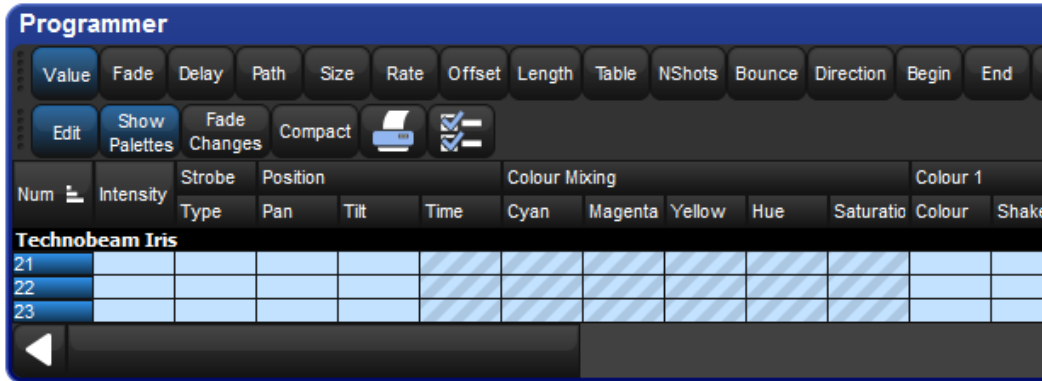 Programmer
Value Fade Delay Path Size Rate Offset Length Table NShots Bounce Direction Begin End
Edit Show Palettes Fade Changes Compact
Num Intensity Strobe Position Colour Mixing Colour 1
Type Pan Tilt Time Cyan Magenta Yellow Hue Saturatio Colour Shake
Technobeam Iris
21
22
23